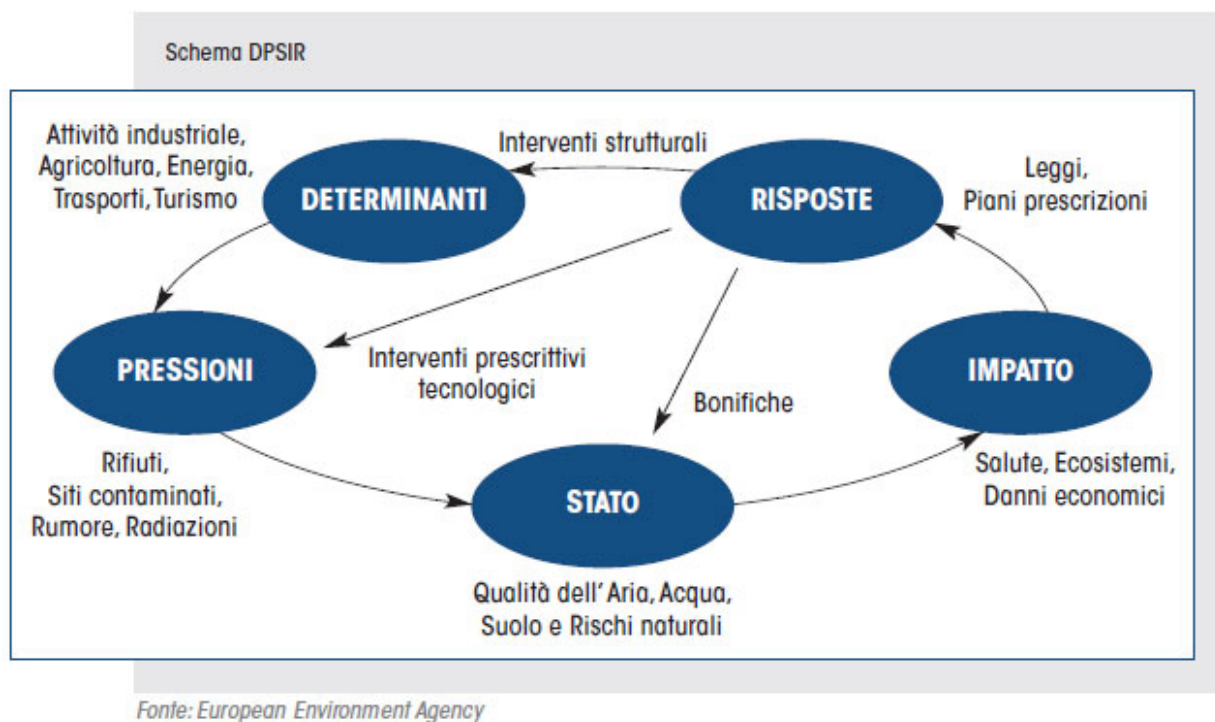 Schema DPSIR
Attività industriale,
Agricoltura, Energia,
Trasporti, Turismo
DETERMINANTI
Interventi strutturali
RISPOSTE
Leggi,
Piani prescrizioni
PRESSIONI
Interventi prescrittivi
tecnologici
Bonifiche
IMPATTO
Rifiuti,
Siti contaminati,
Rumore, Radiazioni
STATO
Salute, Ecosistemi,
Danni economici
Qualità dell'Aria, Acqua,
Suolo e Rischi naturali
Fonte: European Environment Agency